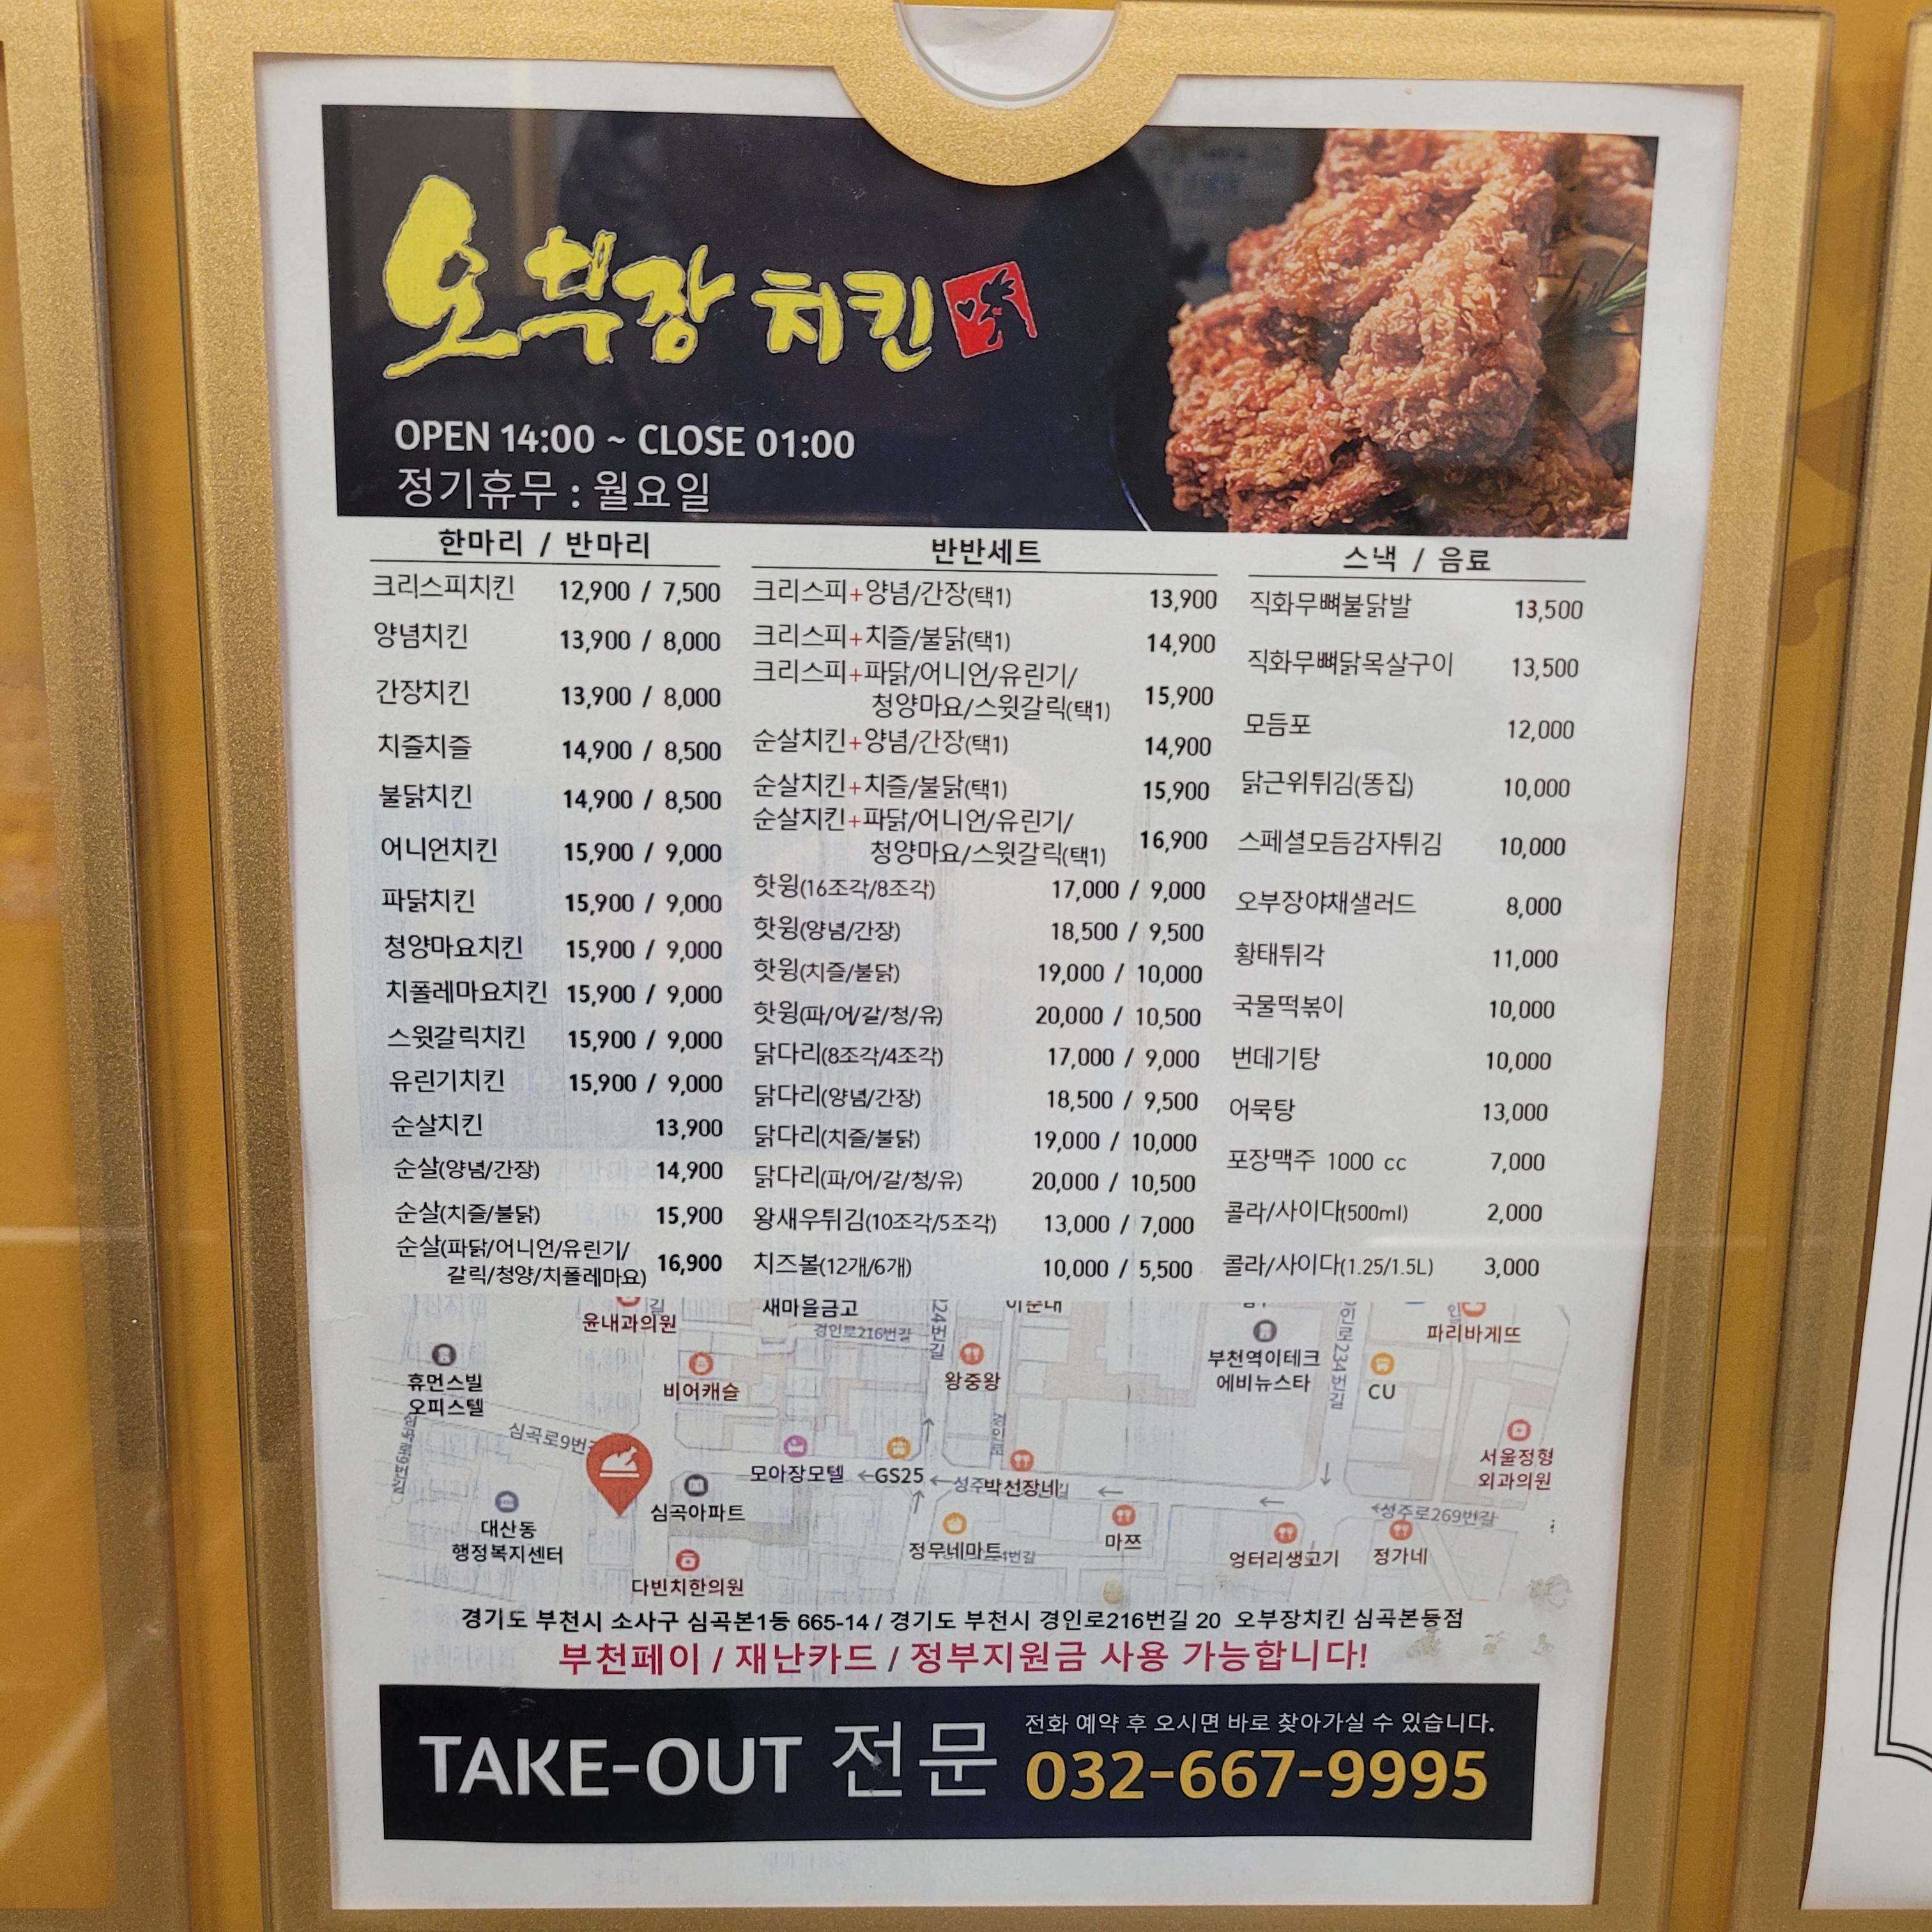 오부장 치킨
OPEN 14:00 ~ CLOSE 01:00
정기휴무 : 월요일
한마리 / 반마리
크리스피치킨 12,900 / 7,500
양념치킨 13,900 / 8,000
간장치킨 13,900 / 8,000
치즐치즐 14,900 / 8,500
불닭치킨 14,900 / 8,500
어니언치킨 15,900 / 9,000
파닭치킨 15,900 / 9,000
청양마요치킨 15,900 / 9,000
치폴레마요치킨 15,900 / 9,000
스윗갈릭치킨 15,900 / 9,000
유린기치킨 15,900 / 9,000
순살치킨 13,900
순살(양념/간장) 14,900
순살(치즐/불닭) 15,900
순살(파닭/어니언/유린기/
갈릭/청양/치폴레마요) 16,900
반반세트
크리스피+양념/간장(택1) 13,900
크리스피+치즐/불닭(택1) 14,900
크리스피+파닭/어니언/유린기/
청양마요/스윗갈릭(택1) 15,900
순살치킨+양념/간장(택1) 14,900
순살치킨+치즐/불닭(택1) 15,900
순살치킨+파닭/어니언/유린기/
청양마요/스윗갈릭(택1) 16,900
핫윙(16조각/8조각) 17,000 / 9,000
핫윙(양념/간장) 18,500 / 9,500
핫윙(치즐/불닭) 19,000 / 10,000
핫윙(파/어/갈/청/유) 20,000 / 10,500
닭다리(8조각/4조각) 17,000 / 9,000
닭다리(양념/간장) 18,500 / 9,500
닭다리(치즐/불닭) 19,000 / 10,000
닭다리(파/어/갈/청/유) 20,000 / 10,500
왕새우튀김(10조각/5조각) 13,000 / 7,000
치즈볼(12개/6개) 10,000 / 5,500
스낵 / 음료
직화무뼈불닭발 13,500
직화무뼈닭목살구이 13,500
모듬포 12,000
닭근위튀김(똥집) 10,000
스페셜모듬감자튀김 10,000
오부장야채샐러드 8,000
황태튀각 11,000
국물떡볶이 10,000
번데기탕 10,000
어묵탕 13,000
포장맥주 1000 cc 7,000
콜라/사이다(500ml) 2,000
콜라/사이다(1.25/1.5L) 3,000
윤내과의원
길
새마을금고
경인로216번길
124번길
파리바게뜨
휴먼스빌
오피스텔
비어캐슬
왕중왕
부천역이테크
에비뉴스타
인로234번길
CU
심곡로9번길
심곡로6번길
모아장모텔
GS25
박선장네
서울정형
외과의원
심곡아파트
성주로269번길
대산동
행정복지센터
정무네마트
4번길
마쯔
엉터리생고기
정가네
다빈치한의원
경기도 부천시 소사구 심곡본1동 665-14 / 경기도 부천시 경인로216번길 20 오부장치킨 심곡본동점
부천페이 / 재난카드 / 정부지원금 사용 가능합니다!
TAKE-OUT 전문
전화 예약 후 오시면 바로 찾아가실 수 있습니다.
032-667-9995